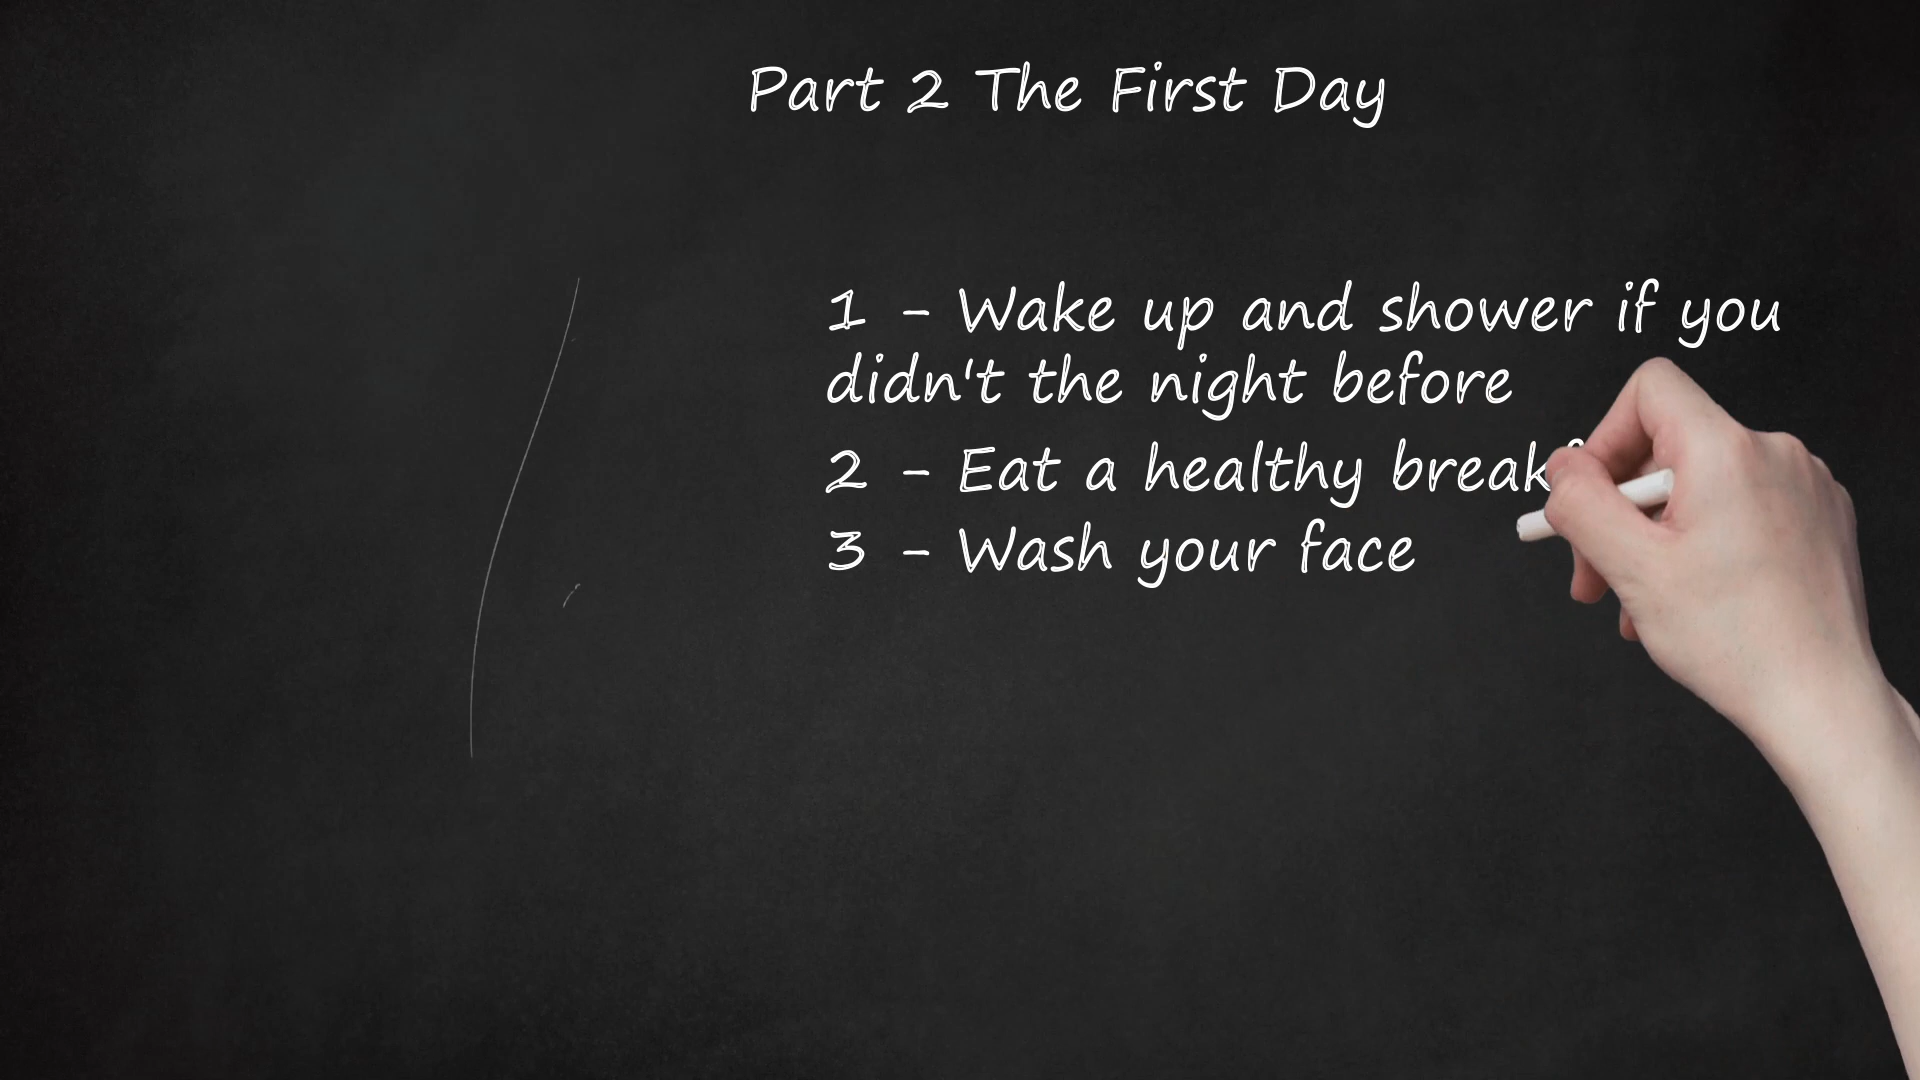 Part 2 The First Day
1 - Wake up and shower if you
didn't the night before
2 - Eat a healthy
3 - Wash your face